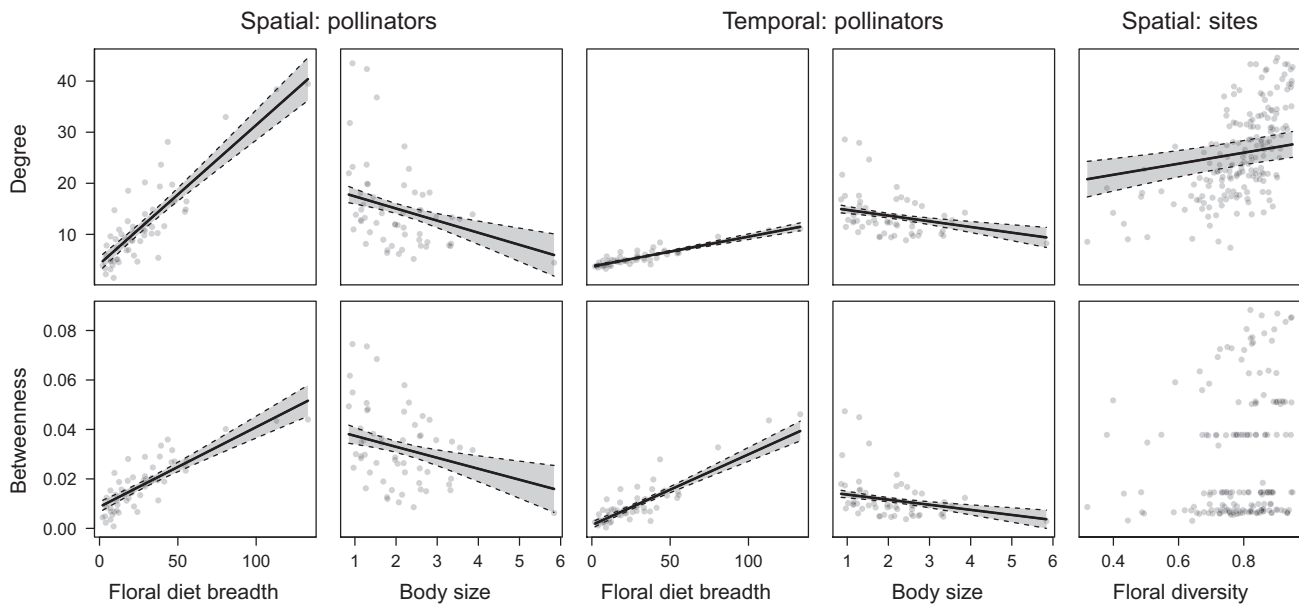 Spatial: pollinators
Temporal: pollinators
Spatial: sites
Degree
40
30
20
10
Betweenness
0.08
0.06
0.04
0.02
0.00
0 50 100
1 2 3 4 5 6
0 50 100
1 2 3 4 5 6
0.4 0.6 0.8
Floral diet breadth
Body size
Floral diet breadth
Body size
Floral diversity